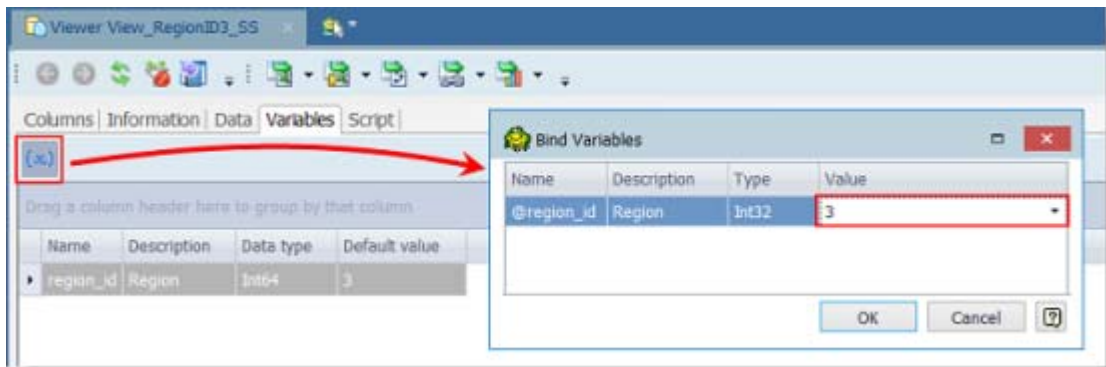 Viewer View_RegionID3_SS
Columns | Information | Data | Variables | Script
(x)
Drag a column header here to group by that column
Name Description Data type Default value
region_id Region Int64 3
Bind Variables
Name Description Type Value
@region_id Region Int32 3
OK Cancel